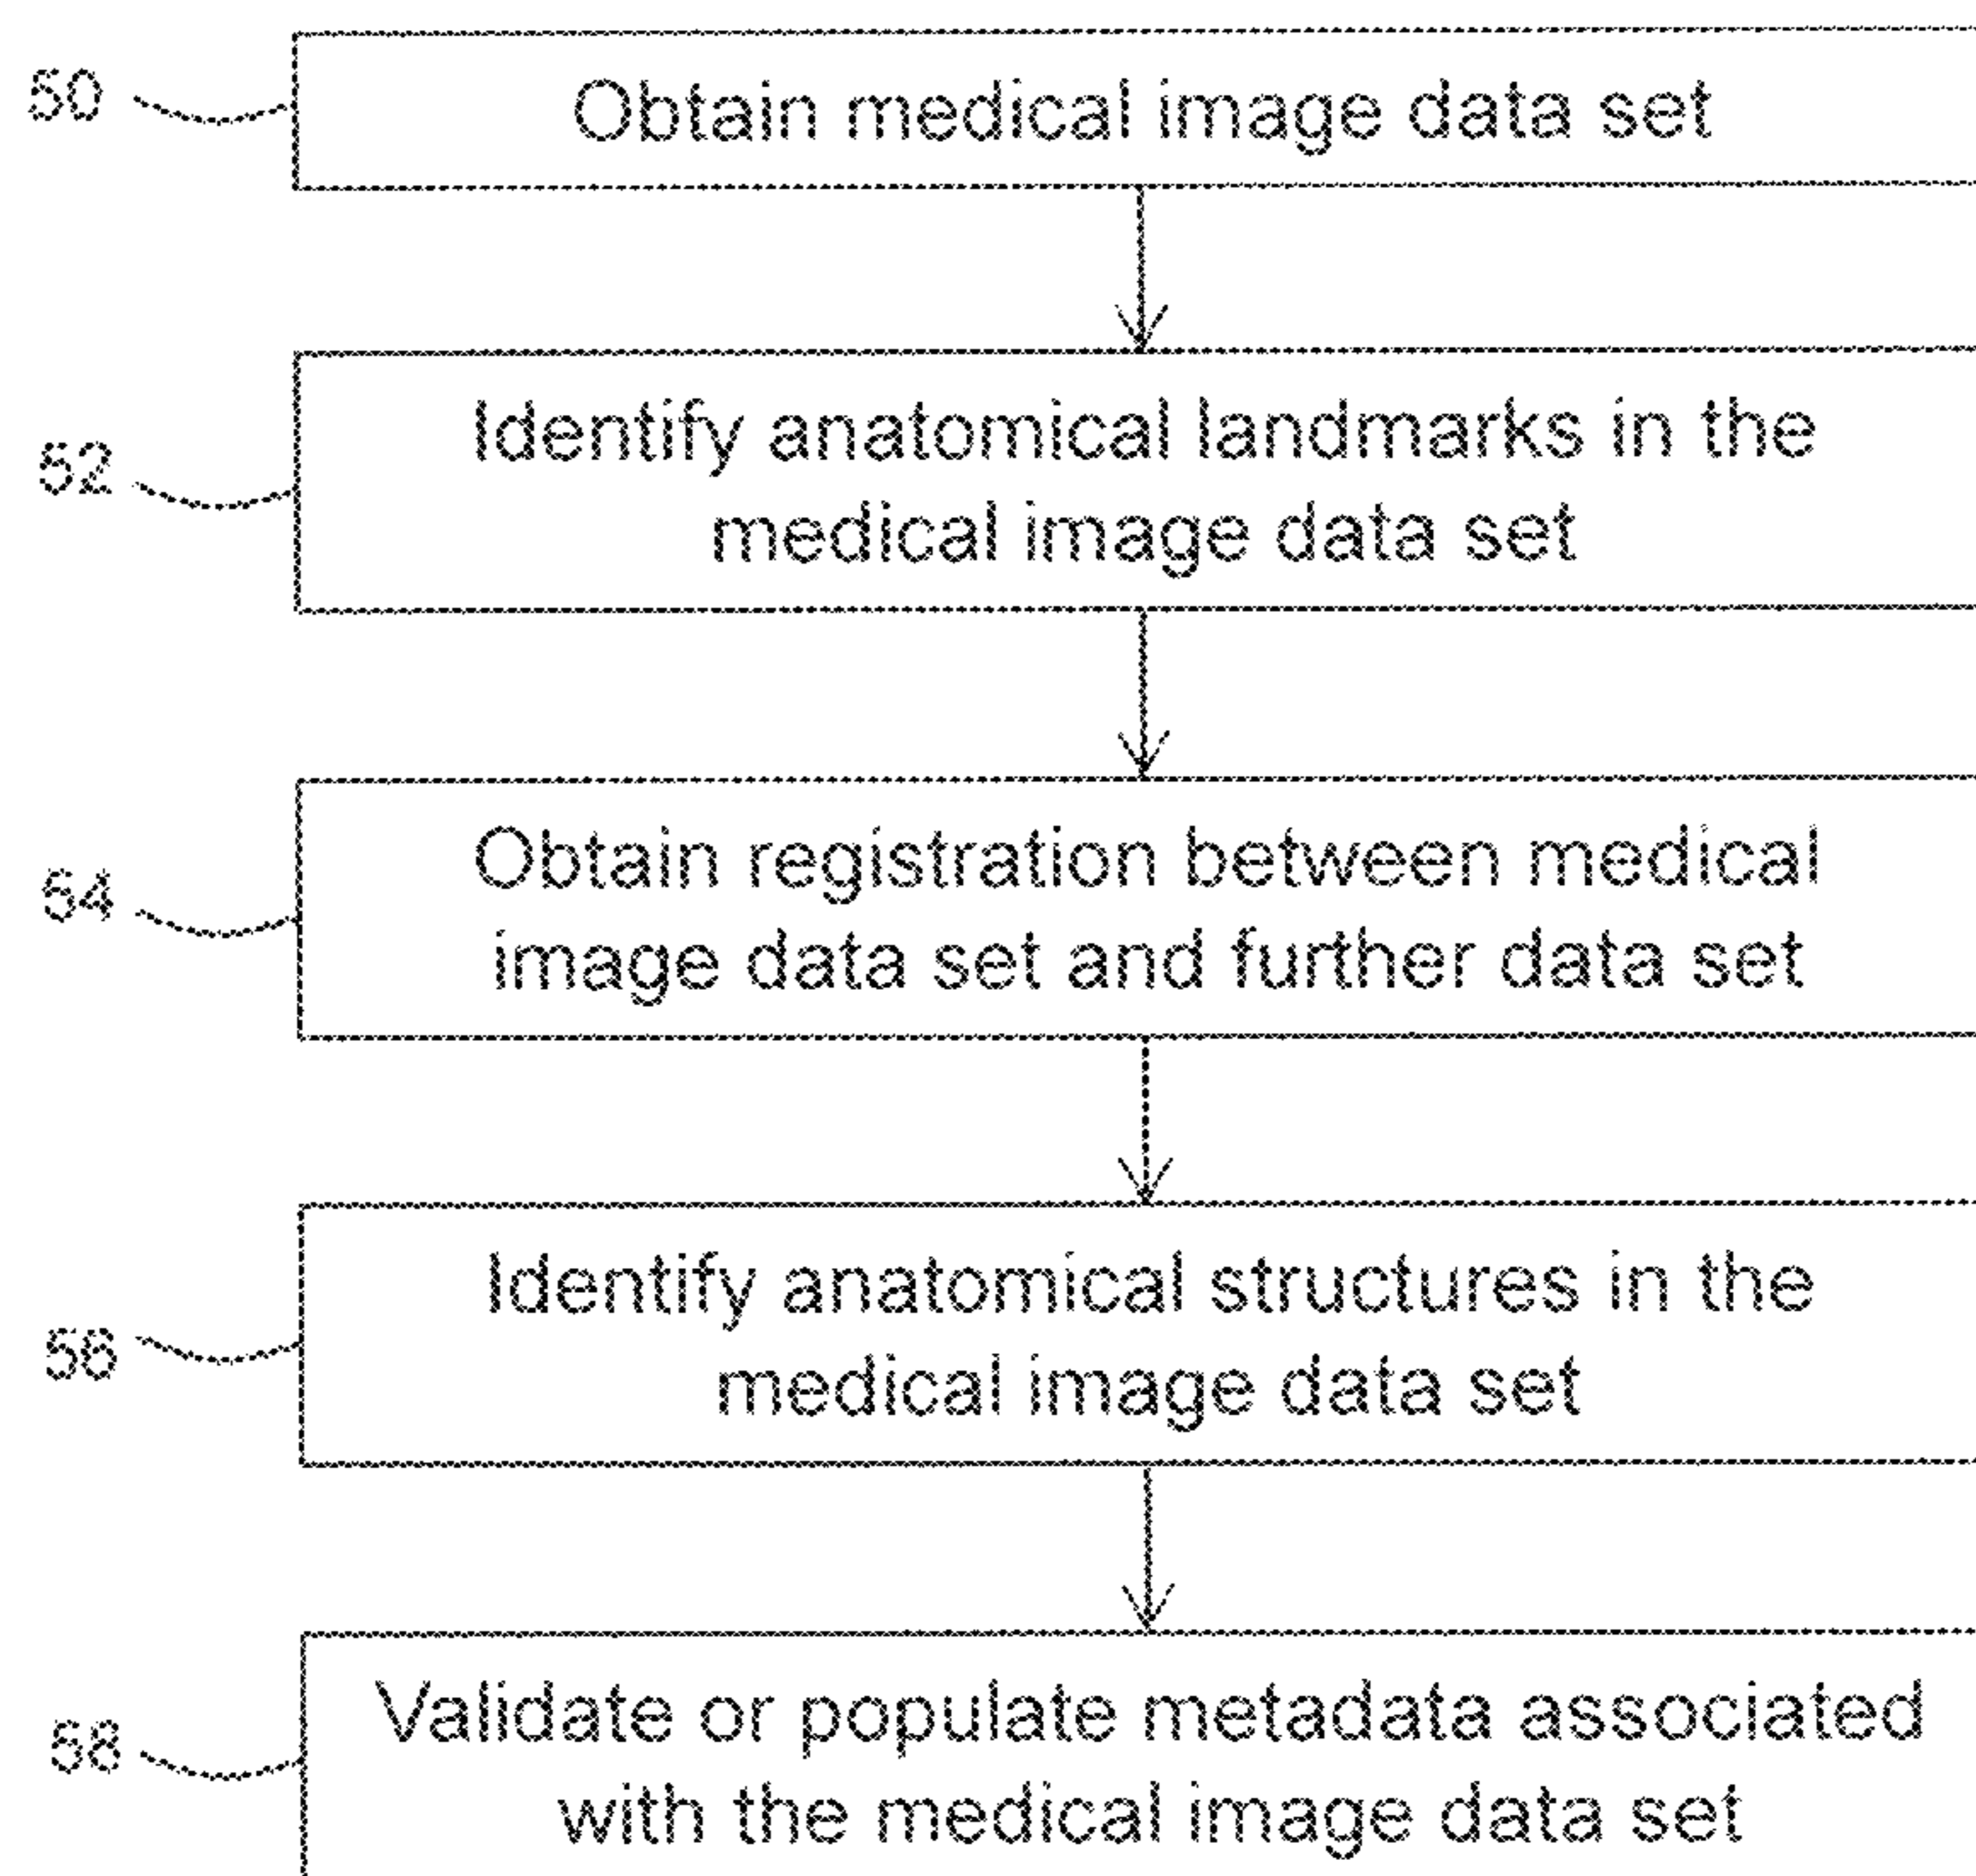 50
Obtain medical image data set
52
Identify anatomical landmarks in the
medical image data set
54
Obtain registration between medical
image data set and further data set
56
Identify anatomical structures in the
medical image data set
58
Validate or populate metadata associated
with the medical image data set